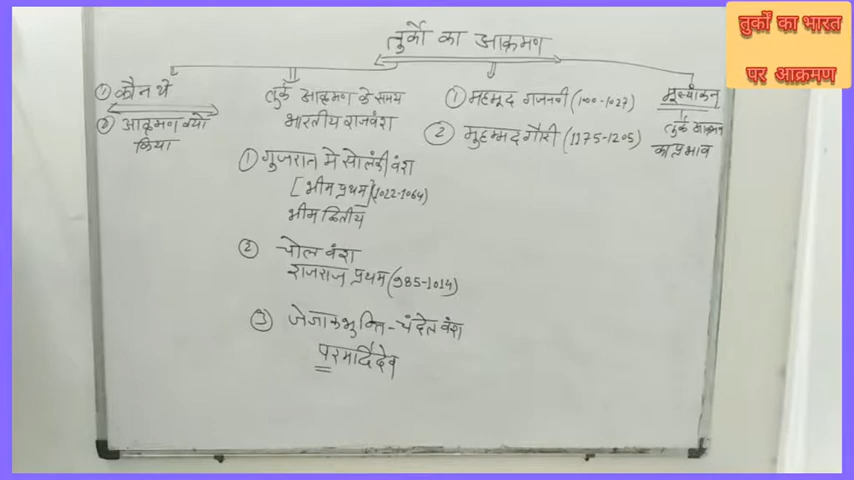 तुर्कों का भारत
पर आक्रमण
तुर्को का आक्रमण
① कौन थे
② आक्रमण क्यो
किया
तुर्क आक्रमण के समय
भारतीय राजवंश
① गुजरात मे सोलंकी वंश
[भीम प्रथम] (1022-1064)
भीम द्वितीय
② चोल वंश
राजराज प्रथम (985-1014)
③ जेजाकभुक्ति - चंदेल वंश
परमार्दिदेव
① महमूद गजनवी (1000-1027)
② मुहम्मद गौरी (1175-1205)
मूल्यांकन
तुर्क आक्रमन
का प्रभाव